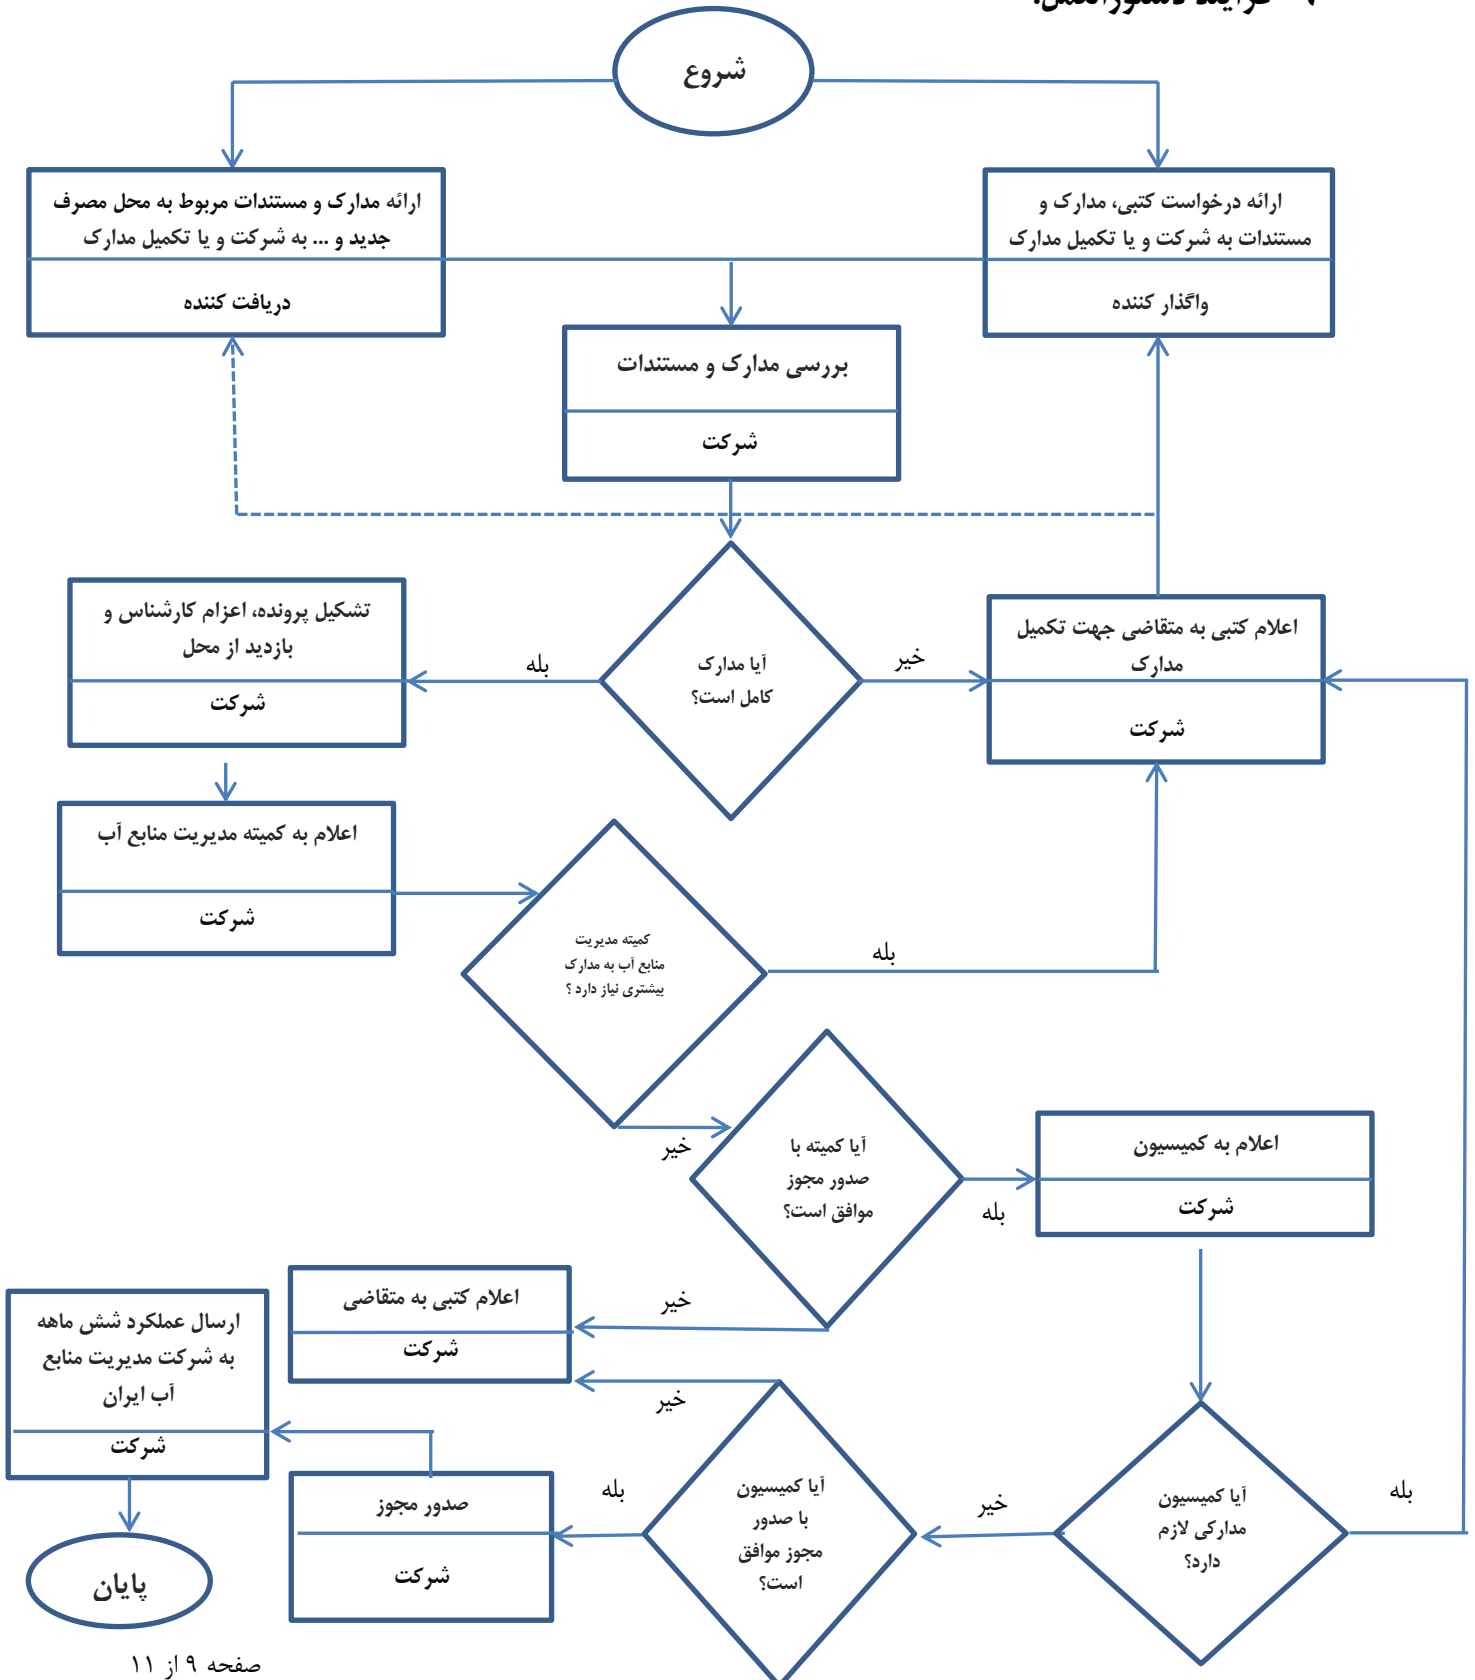 فرآیند دستورالعمل:
شروع
ارائه درخواست کتبی، مدارک و
مستندات به شرکت و یا تکمیل مدارک
واگذار کننده
ارائه مدارک و مستندات مربوط به محل مصرف
جدید و ... به شرکت و یا تکمیل مدارک
دریافت کننده
بررسی مدارک و مستندات
شرکت
آیا مدارک
کامل است؟
خیر
بله
اعلام کتبی به متقاضی جهت تکمیل
مدارک
شرکت
تشکیل پرونده، اعزام کارشناس و
بازدید از محل
شرکت
اعلام به کمیته مدیریت منابع آب
شرکت
کمیته مدیریت
منابع آب به مدارک
بیشتری نیاز دارد ؟
بله
خیر
آیا کمیته با
صدور مجوز
موافق است؟
بله
خیر
اعلام به کمیسیون
شرکت
اعلام کتبی به متقاضی
شرکت
آیا کمیسیون
مدارکی لازم
دارد؟
بله
خیر
آیا کمیسیون
با صدور
مجوز موافق
است؟
خیر
بله
صدور مجوز
شرکت
ارسال عملکرد شش ماهه
به شرکت مدیریت منابع
آب ایران
شرکت
پایان
صفحه ۹ از ۱۱